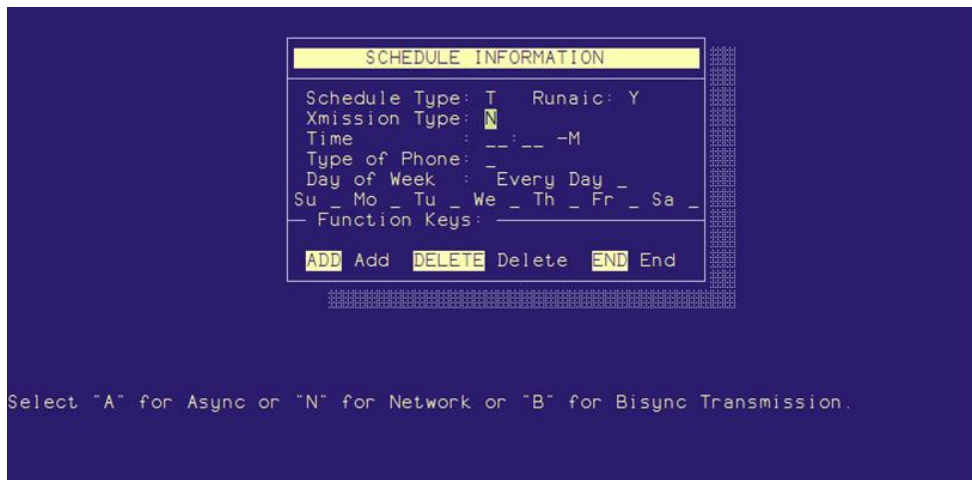 SCHEDULE INFORMATION
Schedule Type: T Runaic: Y
Xmission Type: N
Time : __:__ -M
Type of Phone: _
Day of Week : Every Day _
Su _ Mo _ Tu _ We _ Th _ Fr _ Sa _
Function Keys:
ADD Add DELETE Delete END End
Select "A" for Async or "N" for Network or "B" for Bisync Transmission.